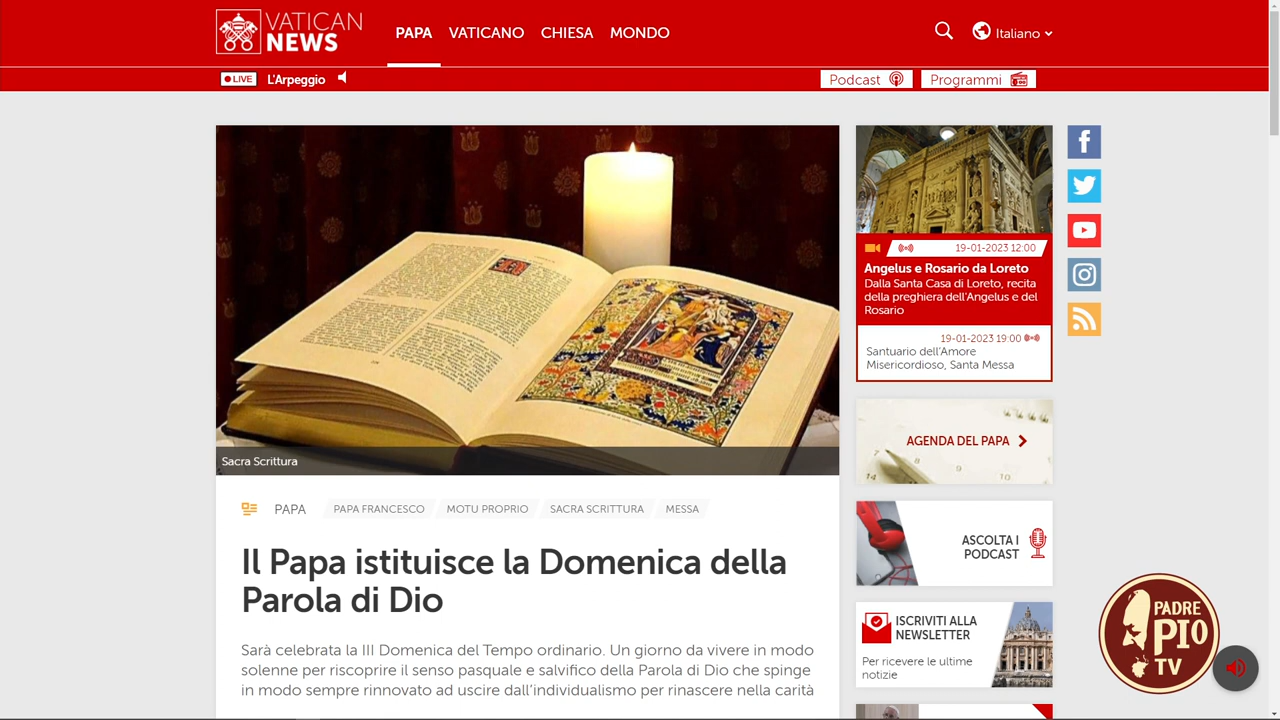 VATICAN
NEWS
PAPA
VATICANO
CHIESA
MONDO
Italiano
LIVE
L'Arpeggio
Podcast
Programmi
Sacra Scrittura
PAPA
PAPA FRANCESCO
MOTU PROPRIO
SACRA SCRITTURA
MESSA
Il Papa istituisce la Domenica della
Parola di Dio
Sarà celebrata la III Domenica del Tempo ordinario. Un giorno da vivere in modo
solenne per riscoprire il senso pasquale e salvifico della Parola di Dio che spinge
in modo sempre rinnovato ad uscire dall'individualismo per rinascere nella carità
19-01-2023 12:00
Angelus e Rosario da Loreto
Dalla Santa Casa di Loreto, recita
della preghiera dell'Angelus e del
Rosario
19-01-2023 19:00
Santuario dell'Amore
Misericordioso, Santa Messa
AGENDA DEL PAPA
ASCOLTA I
PODCAST
ISCRIVITI ALLA
NEWSLETTER
Per ricevere le ultime
notizie
PADRE
PIO
TV